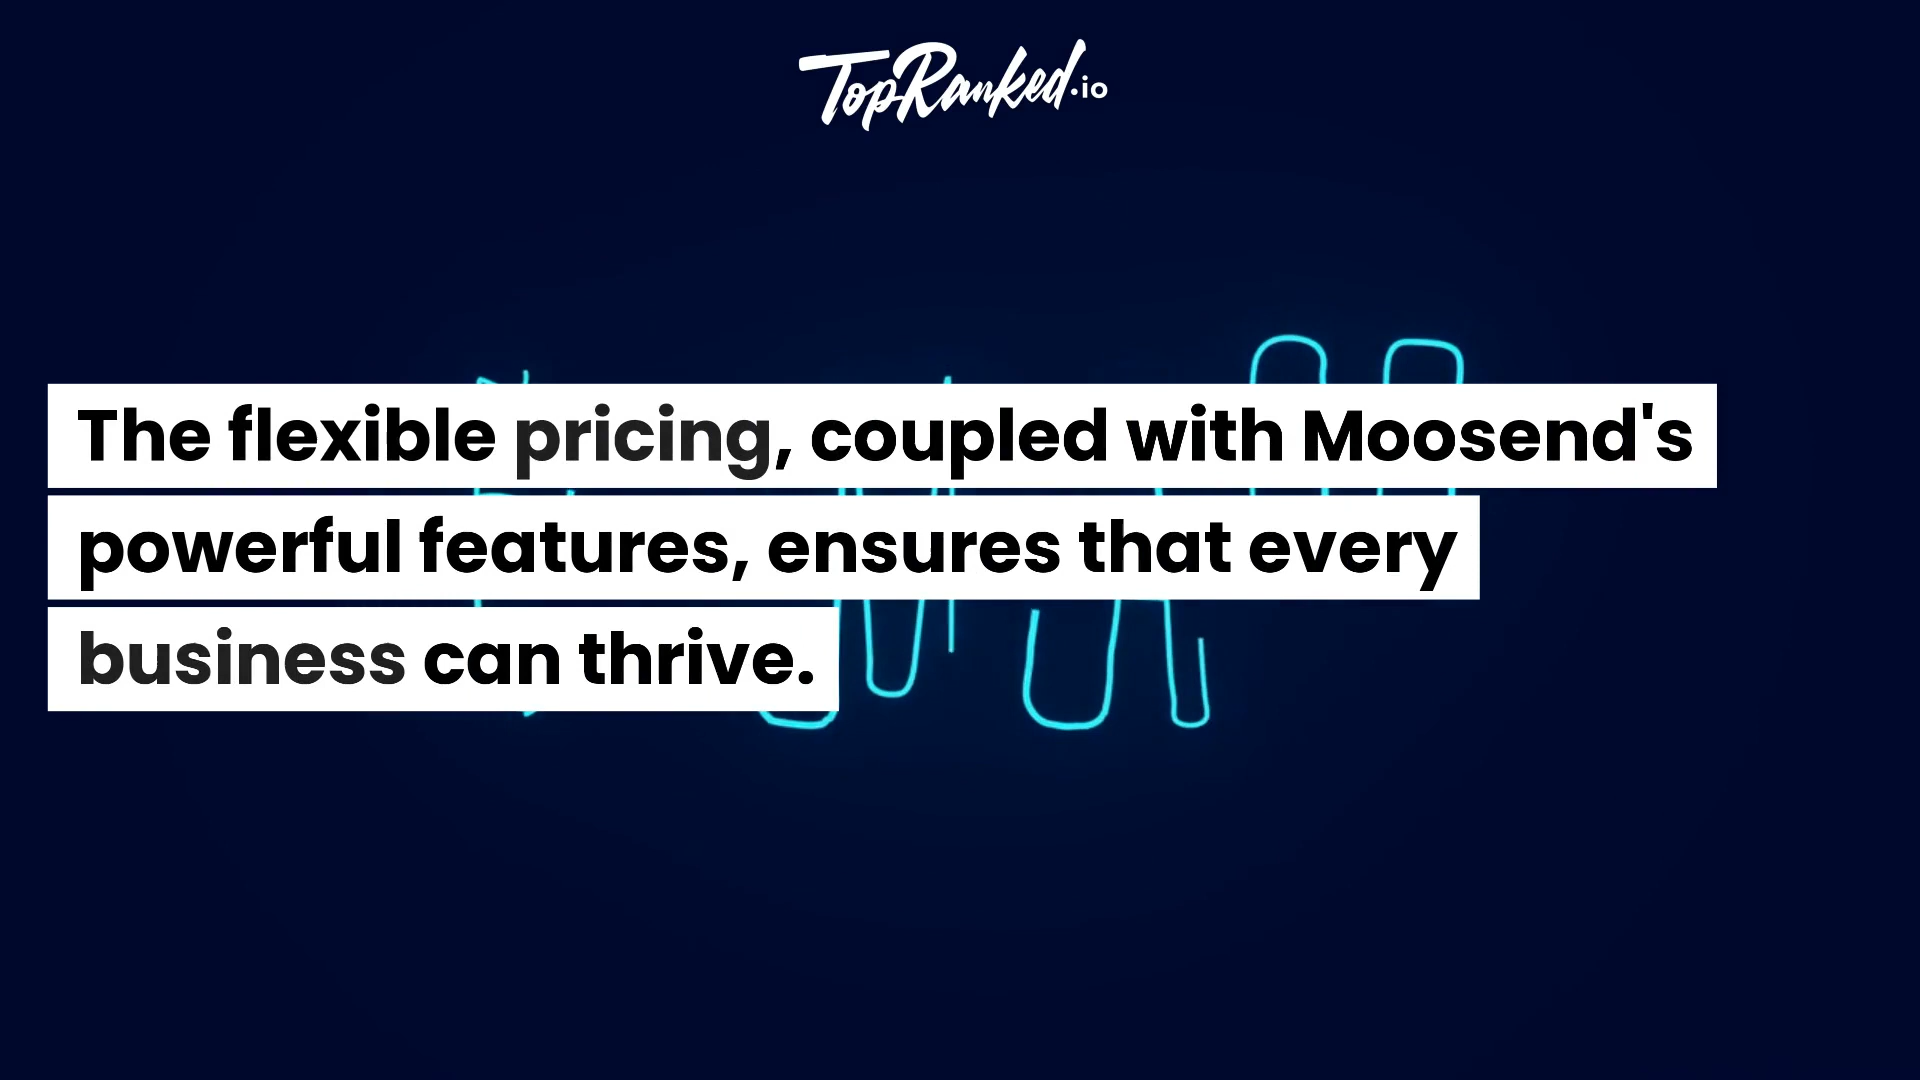 TopRanked.io
The flexible pricing, coupled with Moosend's
powerful features, ensures that every
business can thrive.